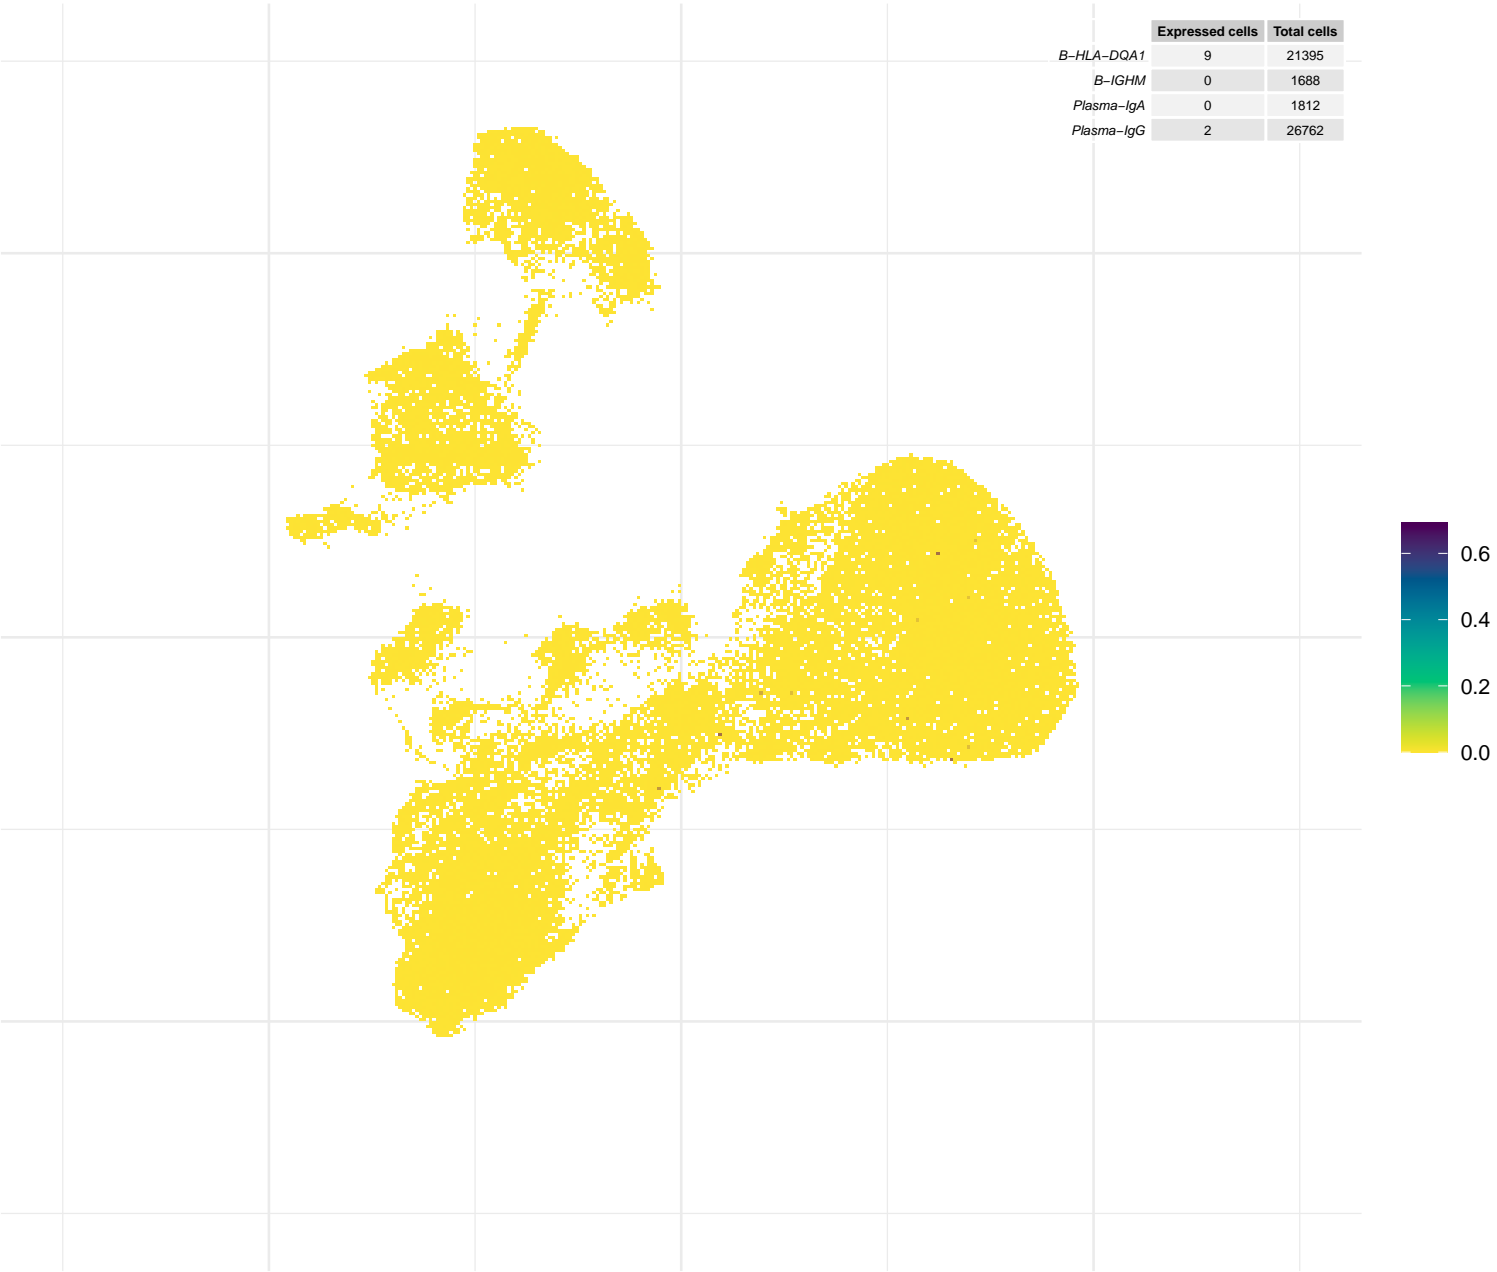 Expressed cells Total cells
B−HLA−DQA1 9 21395
B−IGHM 0 1688
Plasma−IgA 0 1812
Plasma−IgG 2 26762
0.6
0.4
0.2
0.0